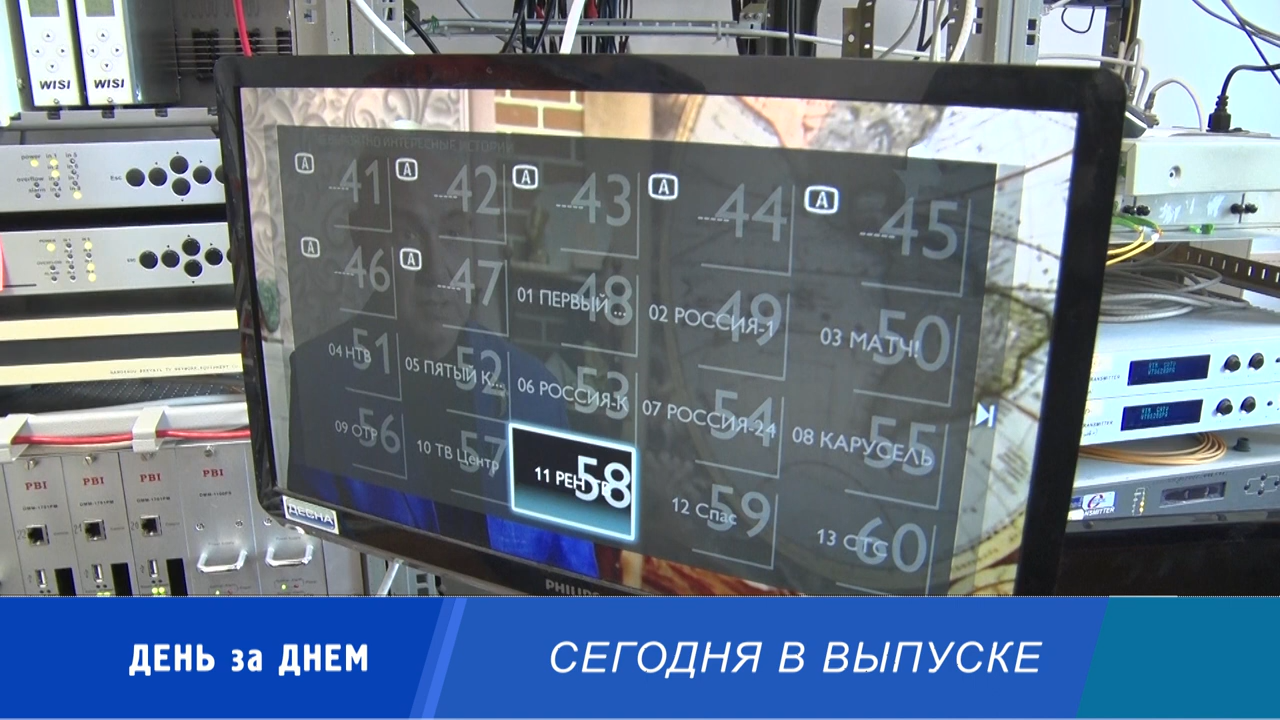 WISI
WISI
ИНТЕРЕСНЫЕ ИСТОРИИ
A ----41
A ----42
A ----43
A ----44
A ----45
A ----46
A ----47
48 01 ПЕРВЫЙ ...
49 02 РОССИЯ-1
50 03 МАТЧ!
51 04 НТВ
52 05 ПЯТЫЙ К...
53 06 РОССИЯ-К
54 07 РОССИЯ-24
55 08 КАРУСЕЛЬ
56 09 ОТР
57 10 ТВ Центр
58 11 РЕН ТВ
59 12 Спас
60 13 СТС
ДЕСНА
PHILIPS
PBI
PBI
PBI
PBI
ДЕНЬ за ДНЕМ
СЕГОДНЯ В ВЫПУСКЕ